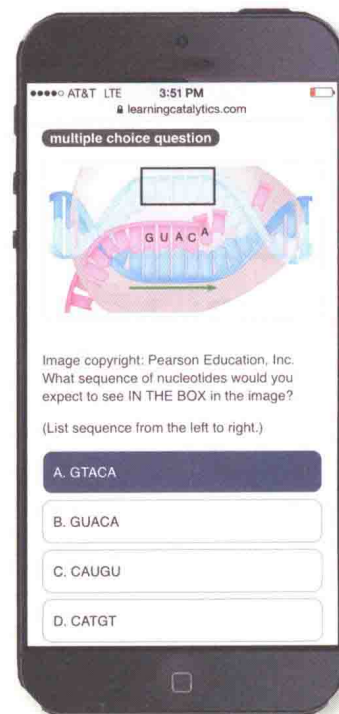 AT&T LTE 3:51 PM
learningcatalytics.com
multiple choice question
G U A C A
Image copyright: Pearson Education, Inc.
What sequence of nucleotides would you
expect to see IN THE BOX in the image?
(List sequence from the left to right.)
A. GTACA
B. GUACA
C. CAUGU
D. CATGT